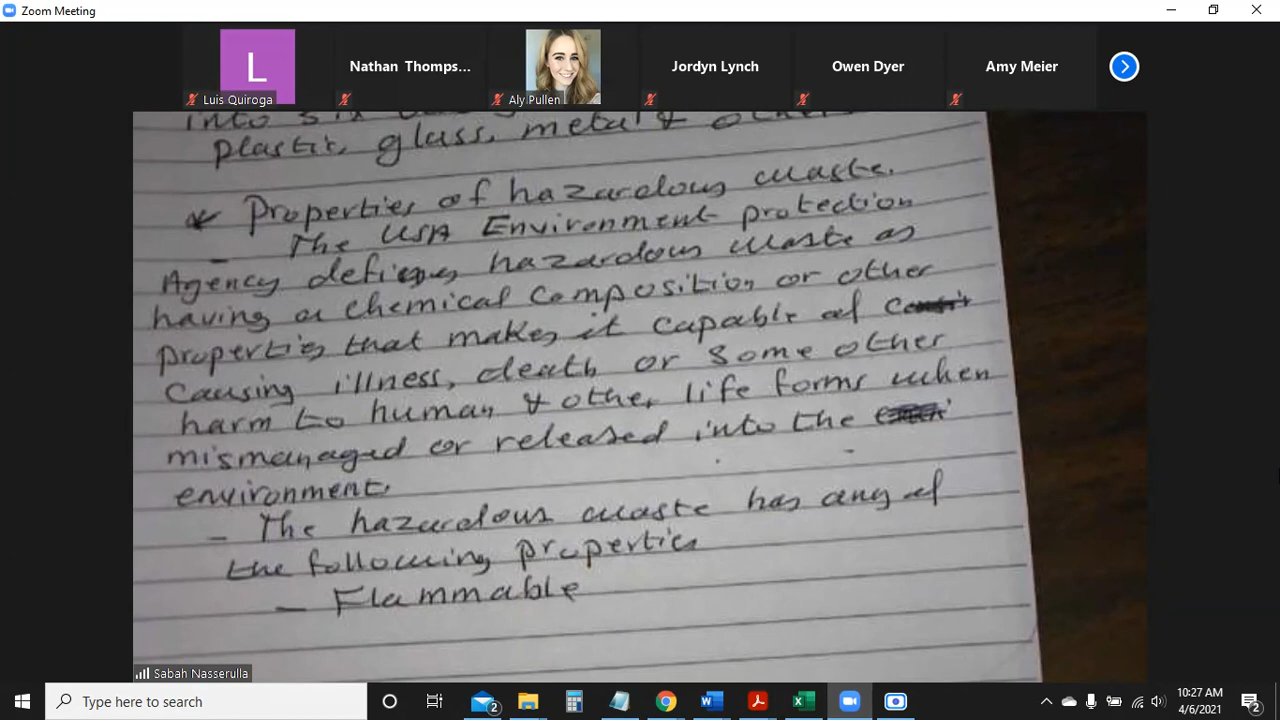 Zoom Meeting
L
Luis Quiroga
Nathan Thomps...
Aly Pullen
Jordyn Lynch
Owen Dyer
Amy Meier
into six
plastic, glass, metal & others
Properties of hazardous waste.
- The USA Environment protection
Agency defines hazardous waste as
having a chemical composition or other
properties that makes it capable of
causing illness, death or some other
harm to human & other life forms when
mismanaged or released into the
environment.
- The hazardous waste has any of
the following properties
- Flammable
Sabah Nasserulla
Type here to search
2
10:27 AM
4/6/2021
2